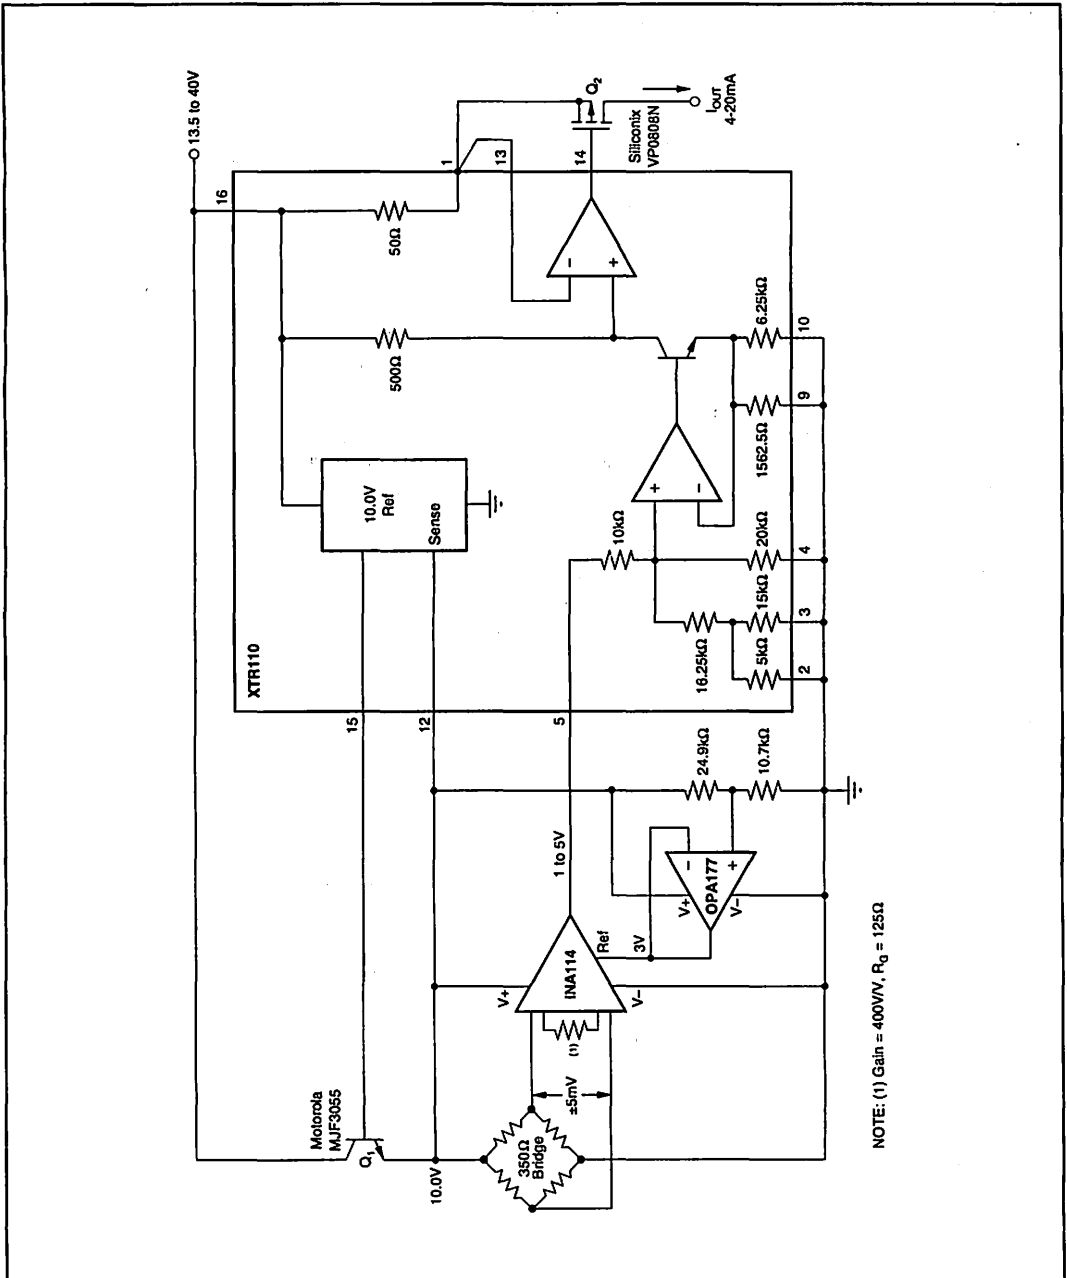 13.5 to 40V
16
1
13
14
Q2
Siliconix
VP0808N
IOUT
4-20mA
50Ω
500Ω
–
+
10.0V
Ref
Sense
6.25kΩ
10
1562.5Ω
9
+
–
10kΩ
20kΩ
4
15kΩ
3
16.25kΩ
5kΩ
2
XTR110
15
12
5
24.9kΩ
10.7kΩ
1 to 5V
–
+
OPA177
V+
V–
3V
Ref
INA114
V+
V–
(1)
±5mV
Motorola
MJF3055
Q1
10.0V
350Ω
Bridge
NOTE: (1) Gain = 400V/V, RG = 125Ω